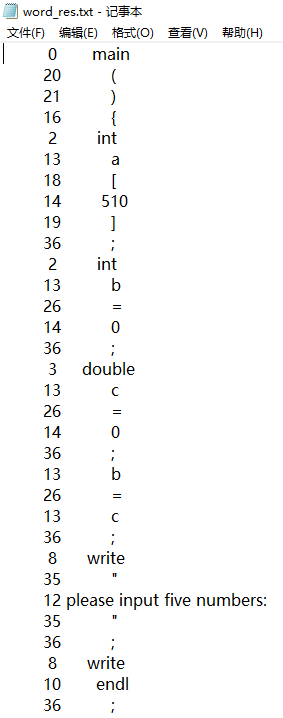 word_res.txt - 记事本
文件(F) 编辑(E) 格式(O) 查看(V) 帮助(H)
0 main
20 (
21 )
16 {
2 int
13 a
18 [
14 510
19 ]
36 ;
2 int
13 b
26 =
14 0
36 ;
3 double
13 c
26 =
14 0
36 ;
13 b
26 =
13 c
36 ;
8 write
35 "
12 please input five numbers:
35 "
36 ;
8 write
10 endl
36 ;